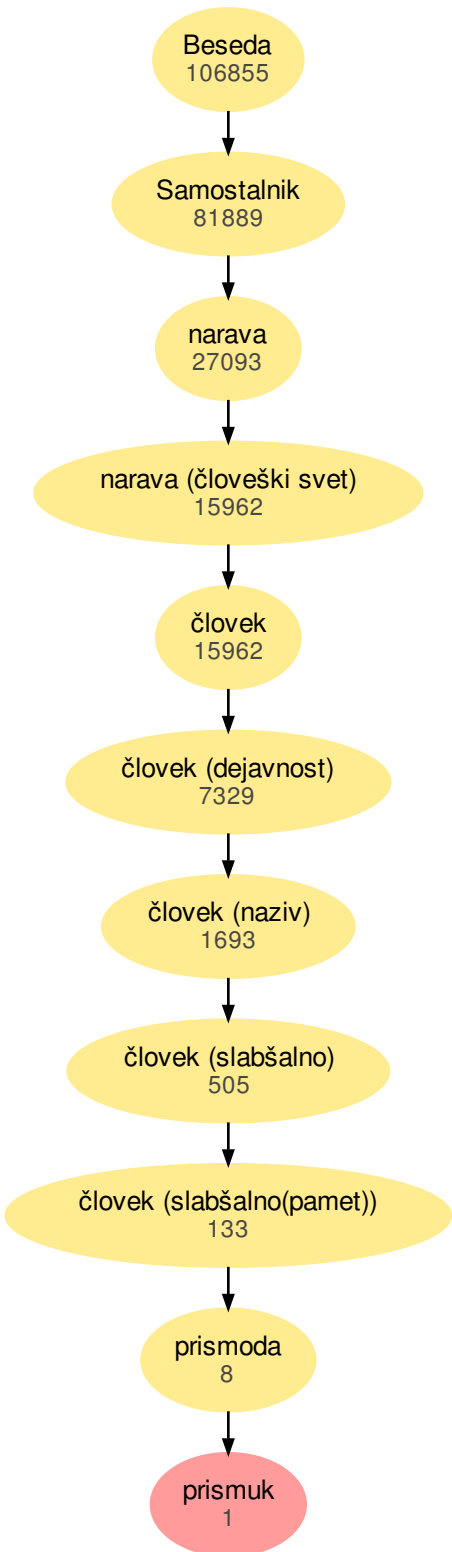 Beseda
106855
Samostalnik
81889
narava
27093
narava (človeški svet)
15962
človek
15962
človek (dejavnost)
7329
človek (naziv)
1693
človek (slabšalno)
505
človek (slabšalno(pamet))
133
prismoda
8
prismuk
1